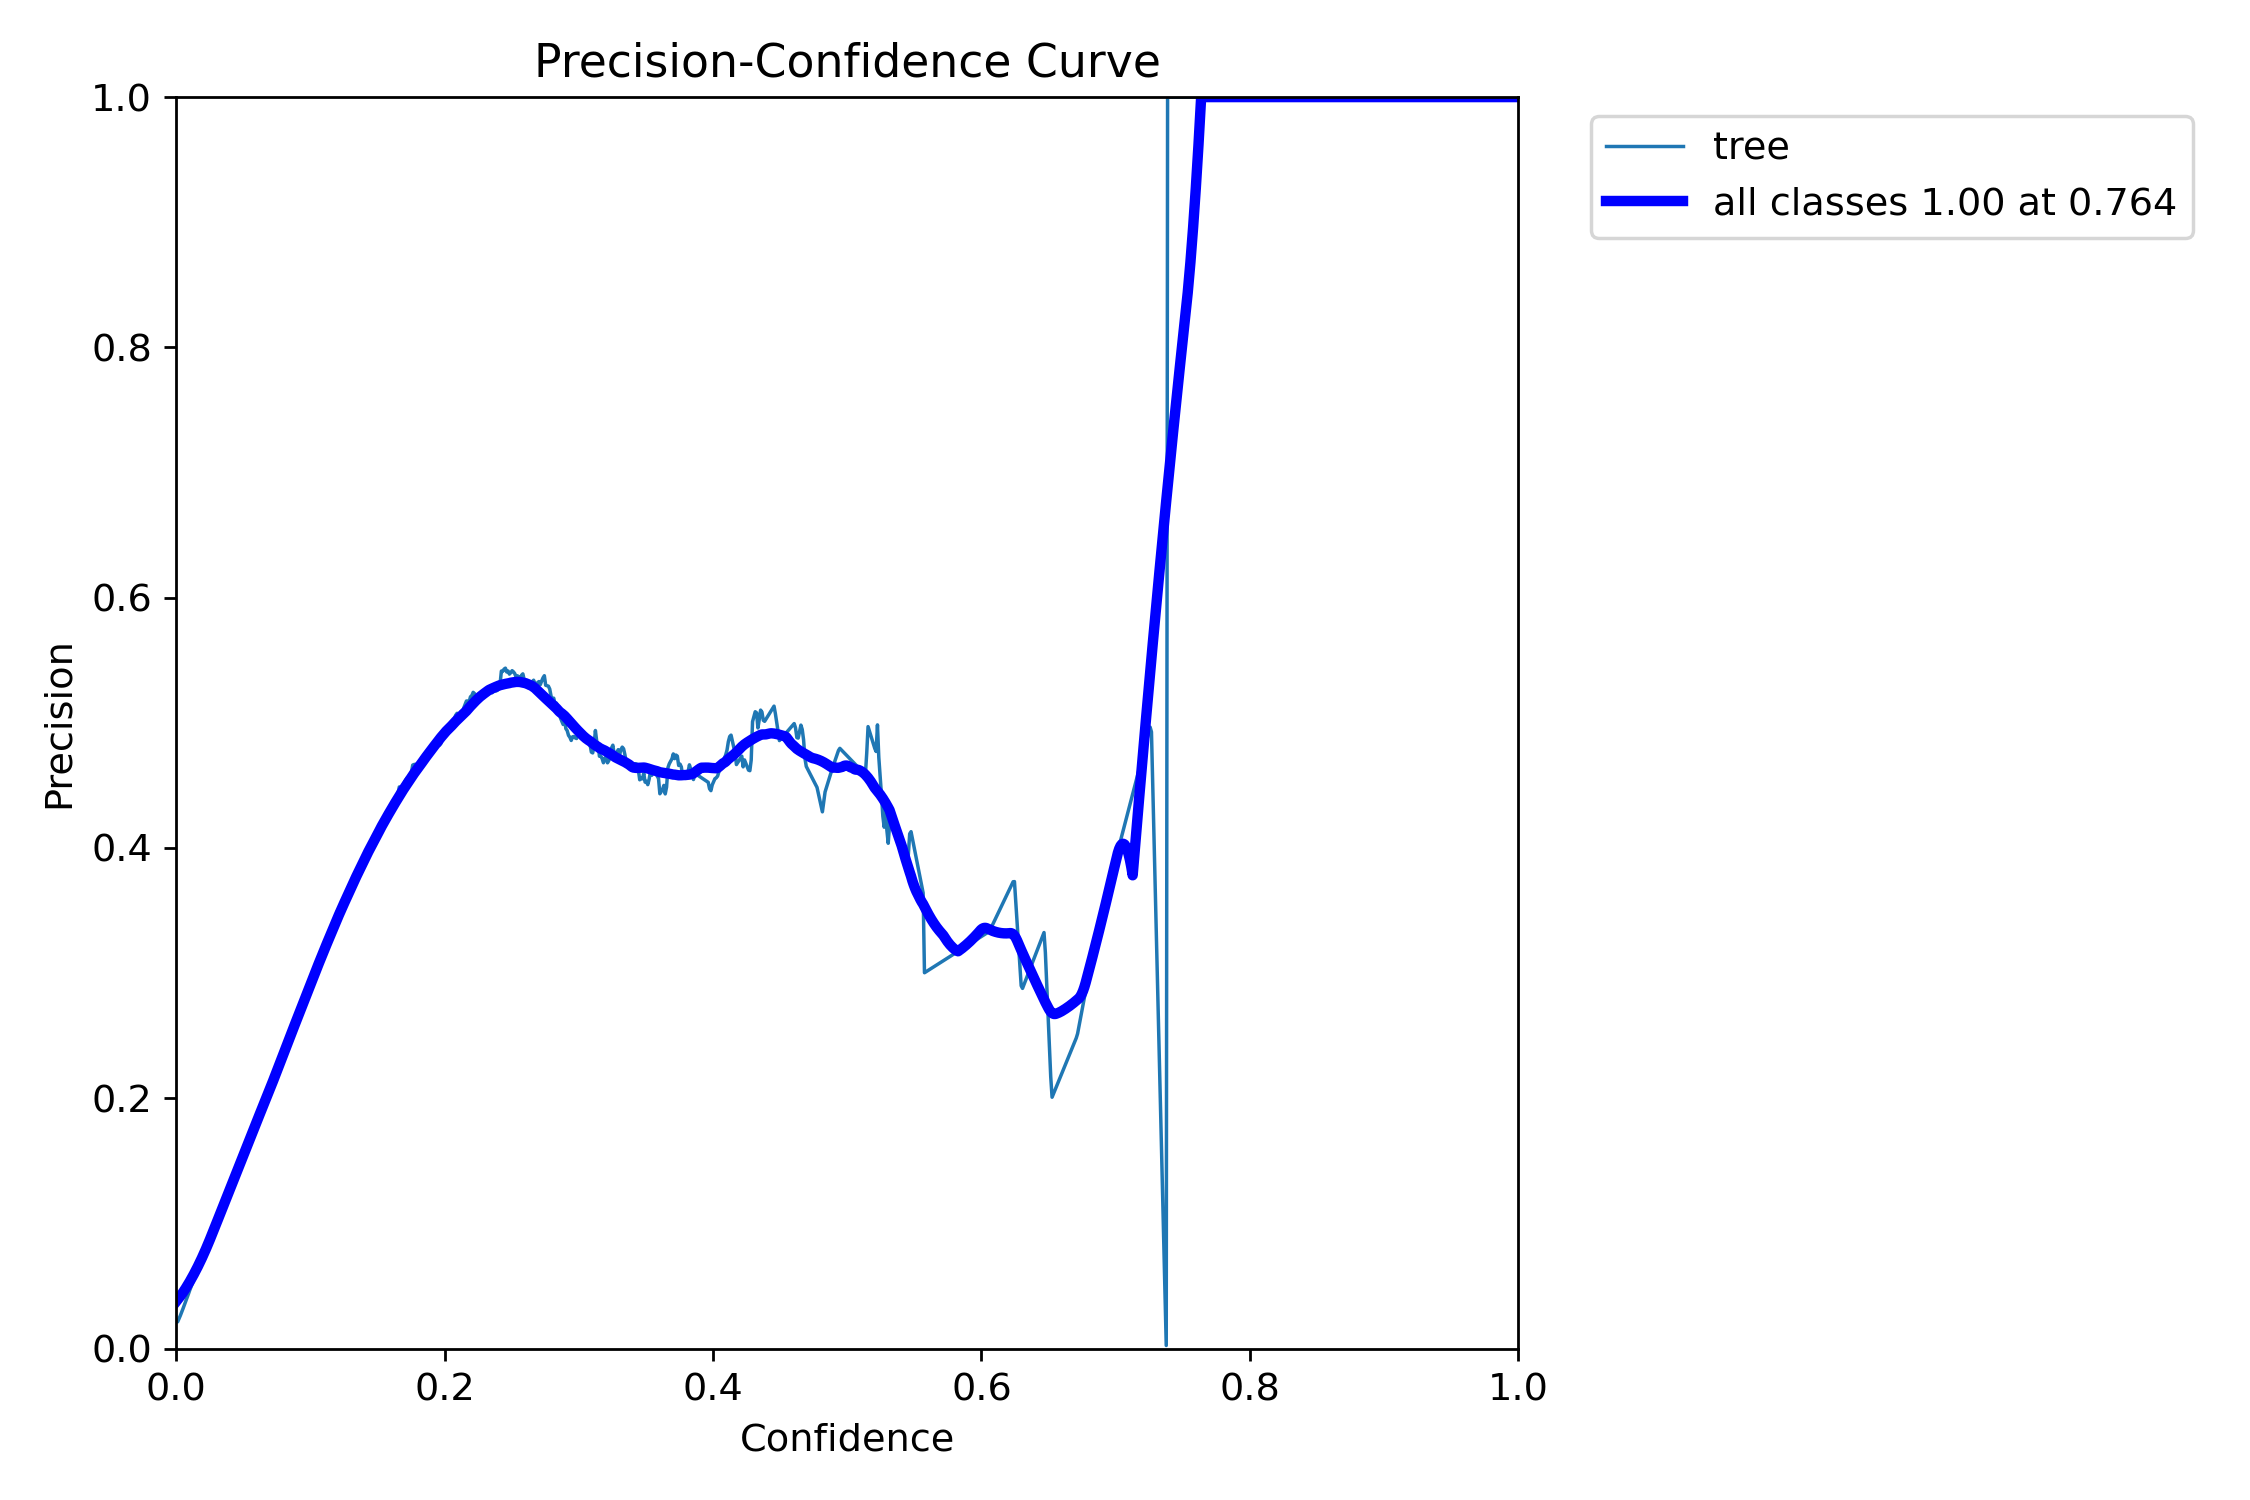 Precision-Confidence Curve
1.0
0.8
0.6
0.4
0.2
0.0
Precision
0.0 0.2 0.4 0.6 0.8 1.0
Confidence
tree
all classes 1.00 at 0.764